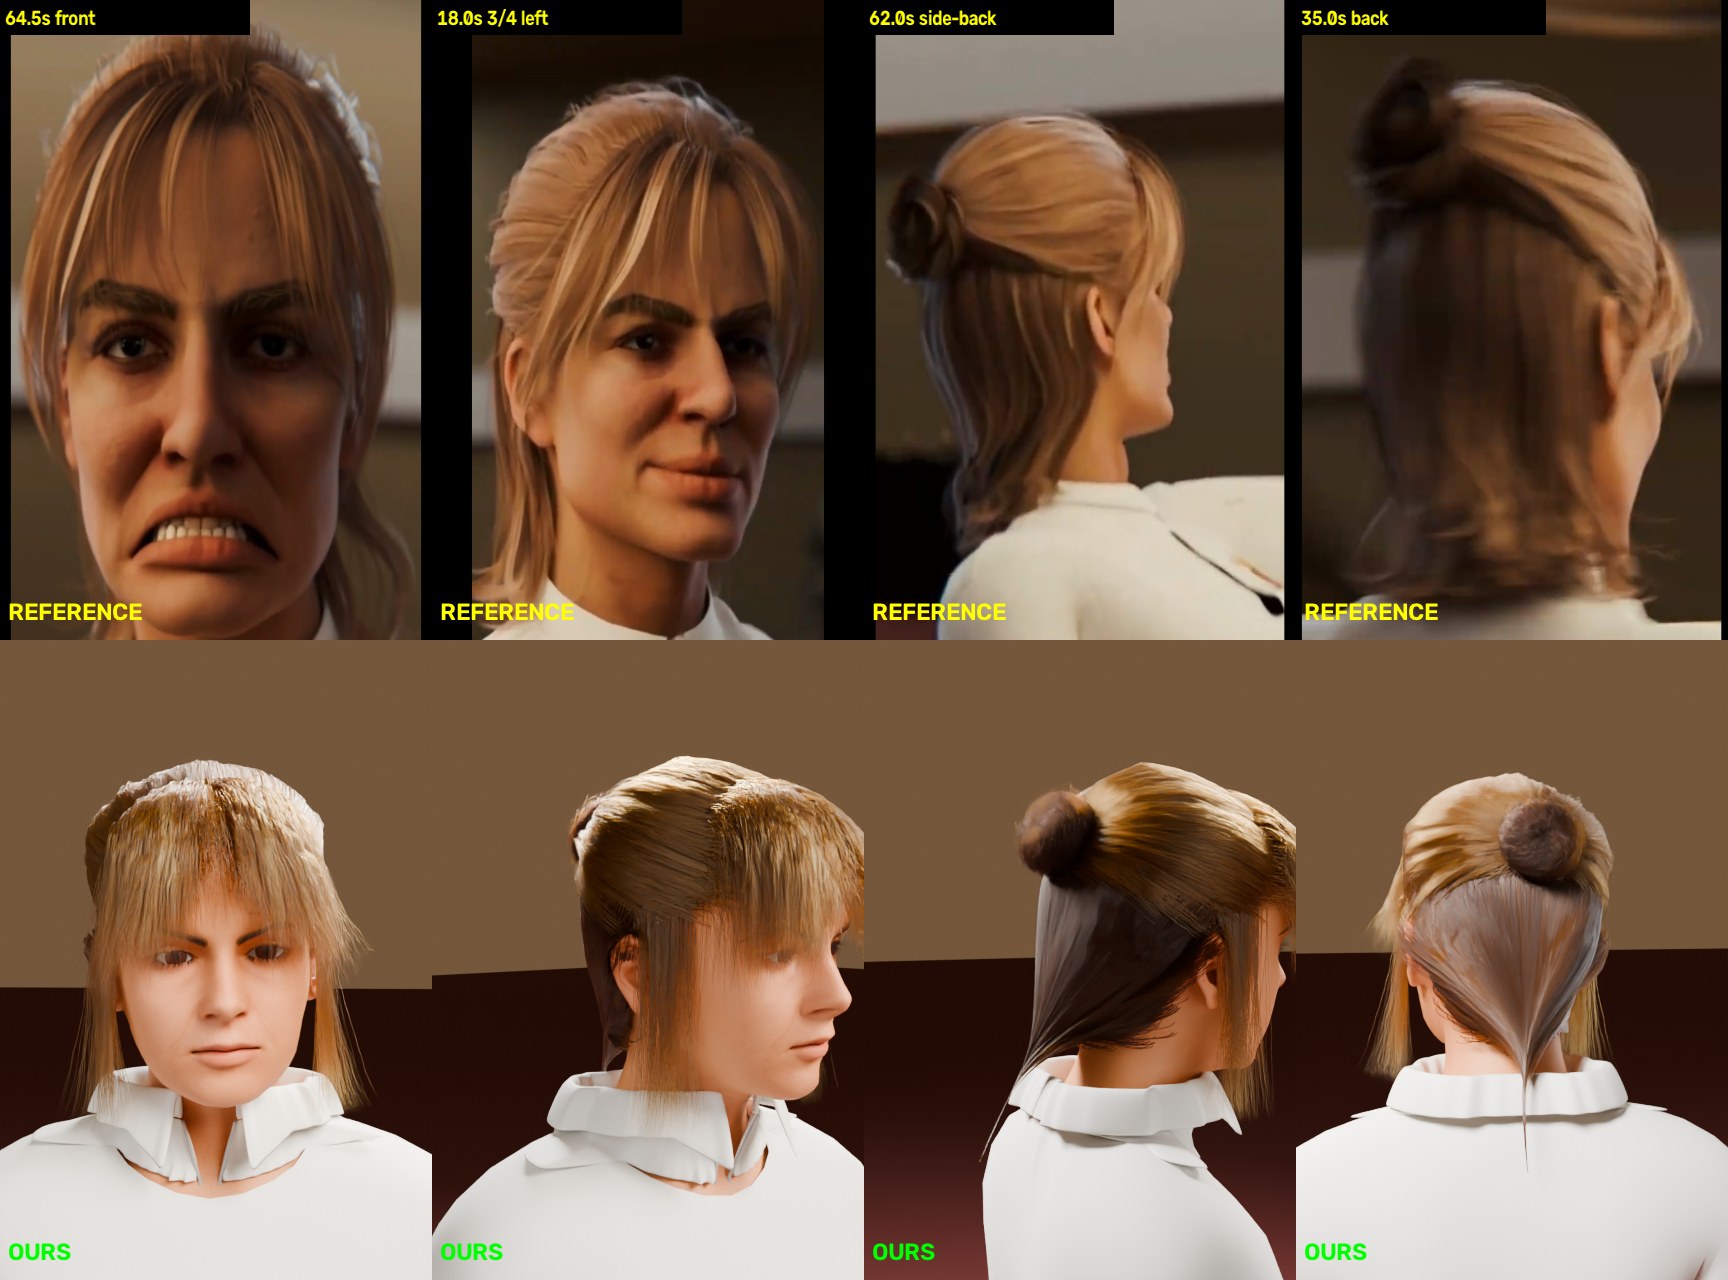 64.5s front
18.0s 3/4 left
62.0s side-back
35.0s back
REFERENCE
REFERENCE
REFERENCE
REFERENCE
OURS
OURS
OURS
OURS